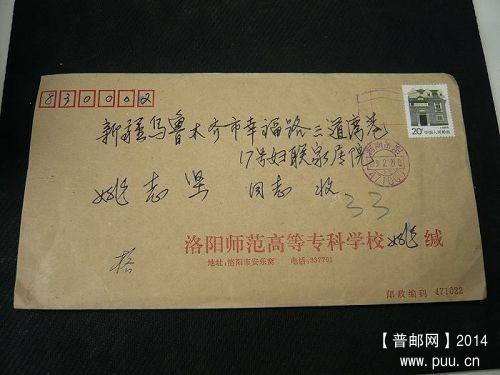 830002
20分 中国人民邮政
新疆乌鲁木齐市幸福路三道湾巷
17号妇联家属院
姚志坚 同志 收
33
洛阳师范高等专科学校 姚 缄
地址:洛阳市安乐窝 电话:337701
邮政编码 471022
【普邮网】2014
www.puu.cn